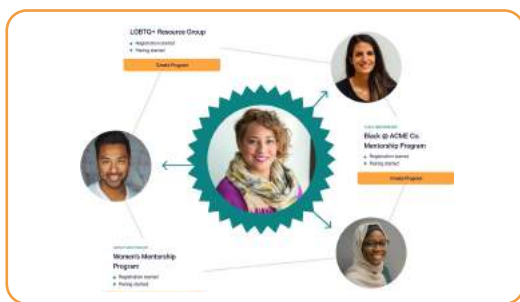 LGBTQ+ Resource Group
Registration started
Pairing started
Create Program
Black @ ACME Co.
Mentorship Program
Registration started
Pairing started
Create Program
Women's Mentorship
Program
Registration started
Pairing started